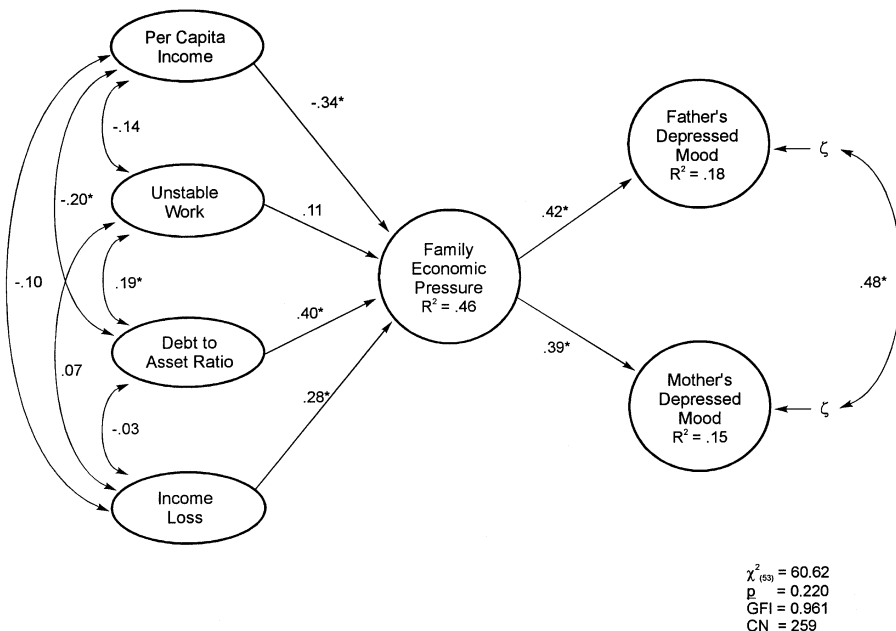 Per Capita
Income
-.34*
-.14
Unstable
Work
-.20*
.11
-.10
.19*
Debt to
Asset Ratio
.40*
.07
-.03
.28*
Income
Loss
Family
Economic
Pressure
R² = .46
.42*
.39*
Father's
Depressed
Mood
R² = .18
ζ
.48*
Mother's
Depressed
Mood
R² = .15
ζ
χ²(53) = 60.62
p = 0.220
GFI = 0.961
CN = 259